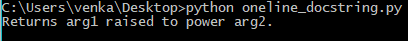 C:\Users\venka\Desktop>python oneline_docstring.py
Returns arg1 raised to power arg2.